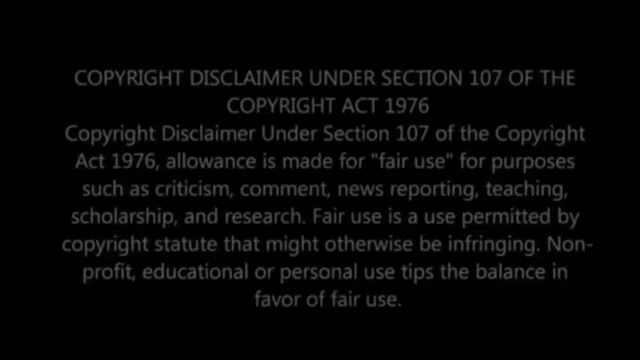 COPYRIGHT DISCLAIMER UNDER SECTION 107 OF THE
COPYRIGHT ACT 1976
Copyright Disclaimer Under Section 107 of the Copyright
Act 1976, allowance is made for "fair use" for purposes
such as criticism, comment, news reporting, teaching,
scholarship, and research. Fair use is a use permitted by
copyright statute that might otherwise be infringing. Non-
profit, educational or personal use tips the balance in
favor of fair use.